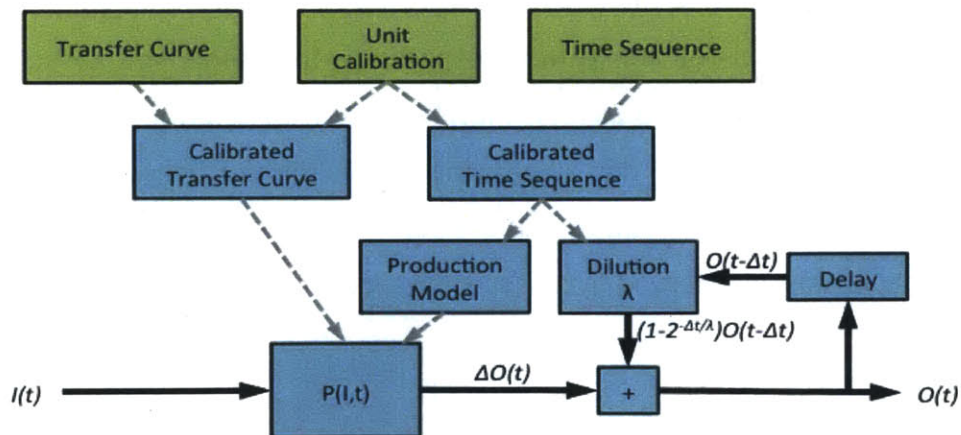 Transfer Curve
Unit
Calibration
Time Sequence
Calibrated
Transfer Curve
Calibrated
Time Sequence
Production
Model
Dilution
λ
O(t-Δt)
Delay
(1-2^-Δt/λ)O(t-Δt)
I(t)
P(I,t)
ΔO(t)
+
O(t)